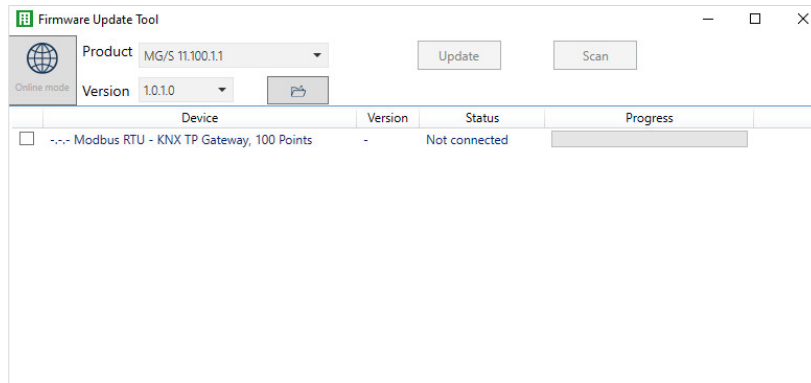 Firmware Update Tool
Product MG/S 11.100.1.1 Update Scan
Online mode
Version 1.0.1.0
Device Version Status Progress
-.-.- Modbus RTU - KNX TP Gateway, 100 Points - Not connected